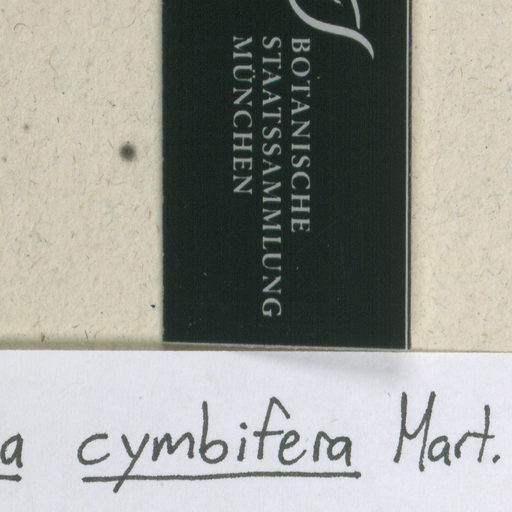 BOTANISCHE
STAATSSAMMLUNG
MÜNCHEN
a cymbifera Mart.